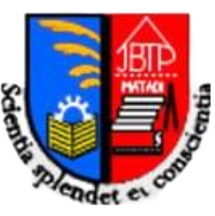 JBTP
MATADI
Scientia splendet et conscientia